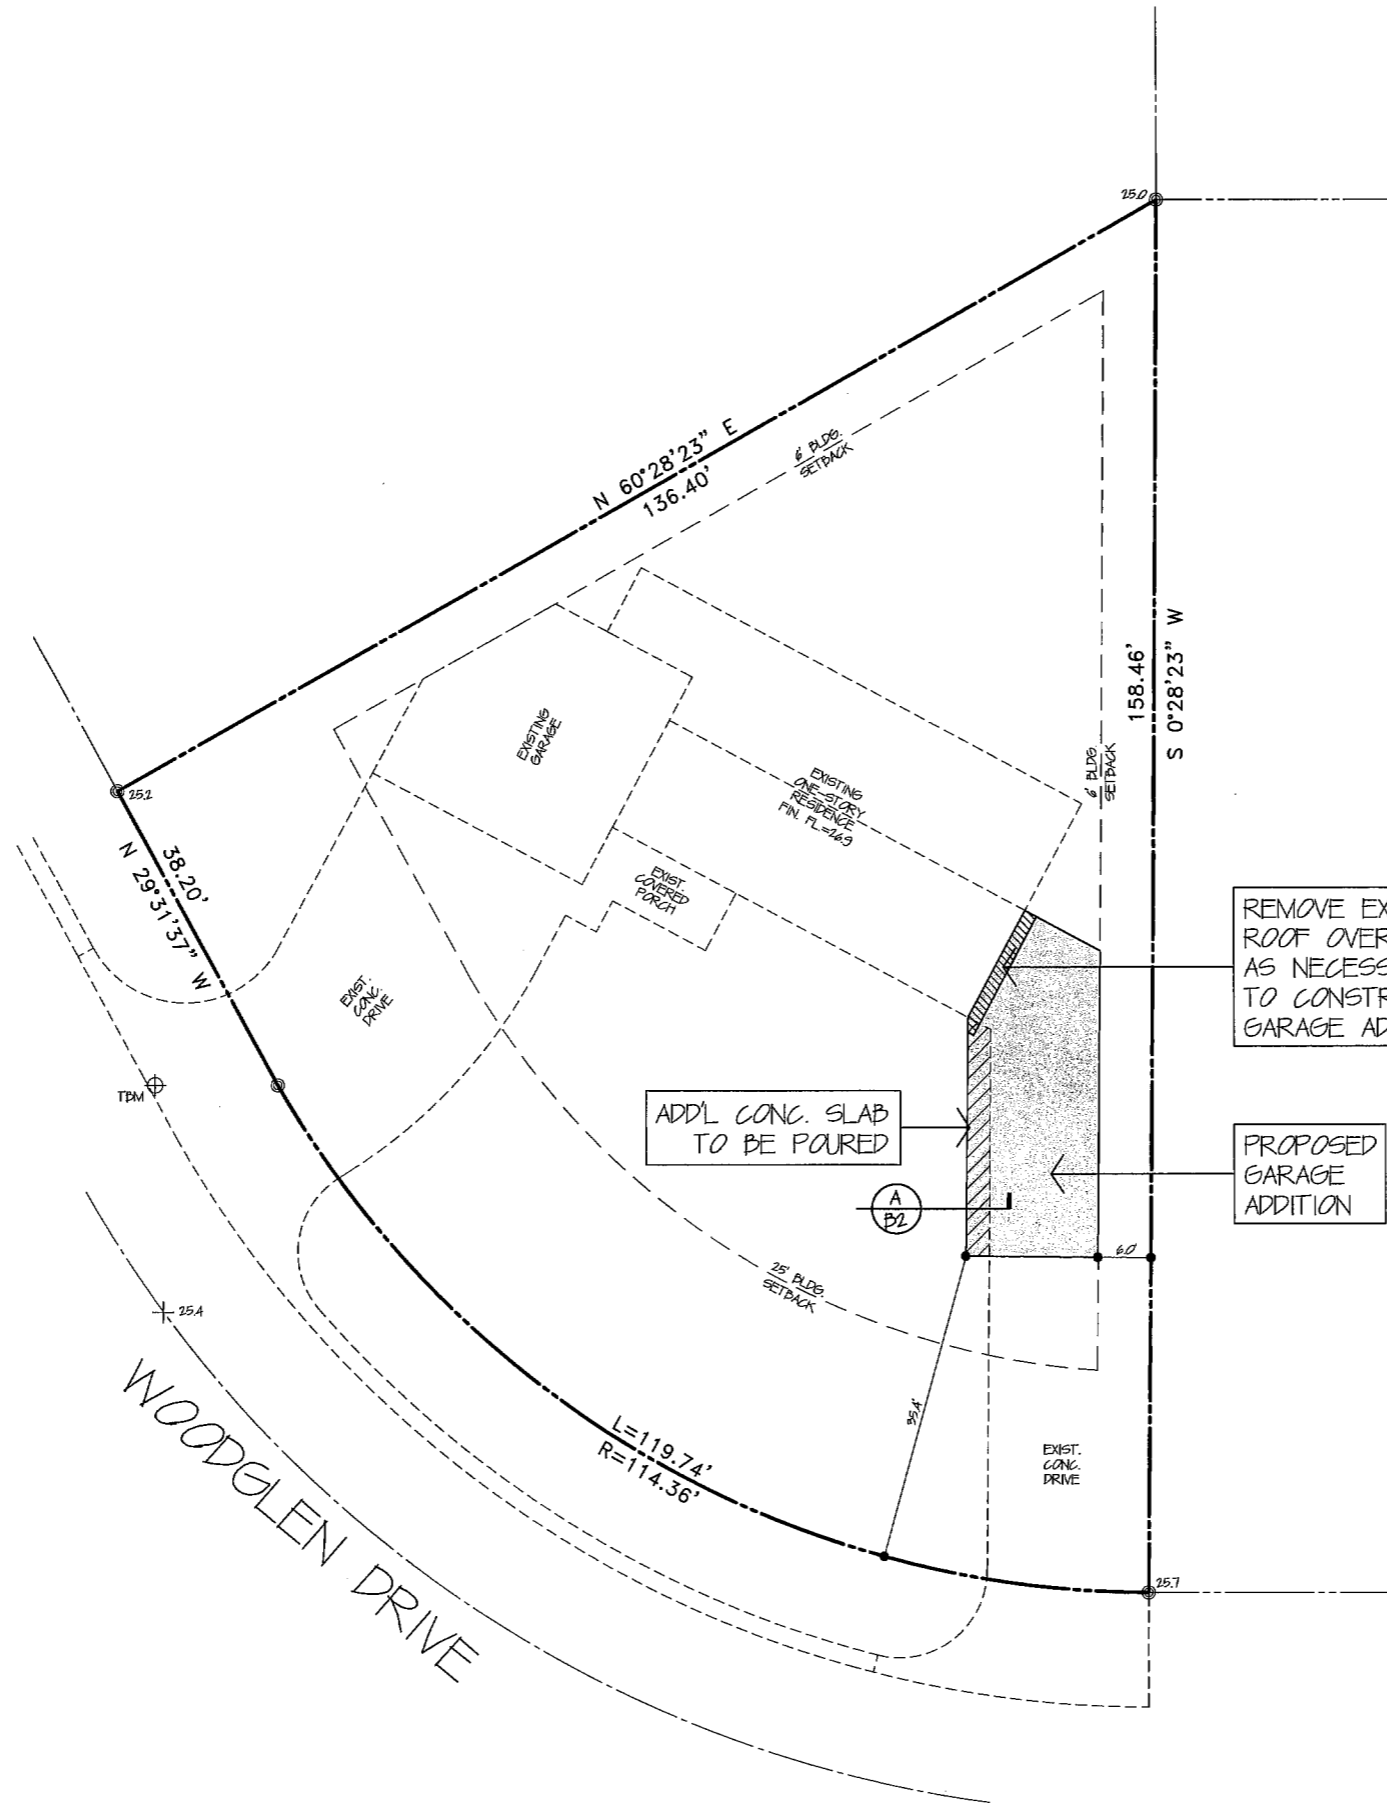 25.0
N 60°28'23" E
136.40'
6' BLDG.
SETBACK
158.46'
S 0°28'23" W
6' BLDG.
SETBACK
EXISTING
GARAGE
EXISTING
ONE-STORY
RESIDENCE
FIN. FL.=26.9
25.2
38.20'
N 29°31'37" W
EXIST.
COVERED
PORCH
EXIST.
CONC.
DRIVE
REMOVE EX
ROOF OVER
AS NECESS
TO CONSTR
GARAGE AD
TBM
ADD'L CONC. SLAB
TO BE POURED
PROPOSED
GARAGE
ADDITION
A
B2
6.0'
25' BLDG.
SETBACK
25.4
35.4'
WOODGLEN DRIVE
L=119.74'
R=114.36'
EXIST.
CONC.
DRIVE
25.7